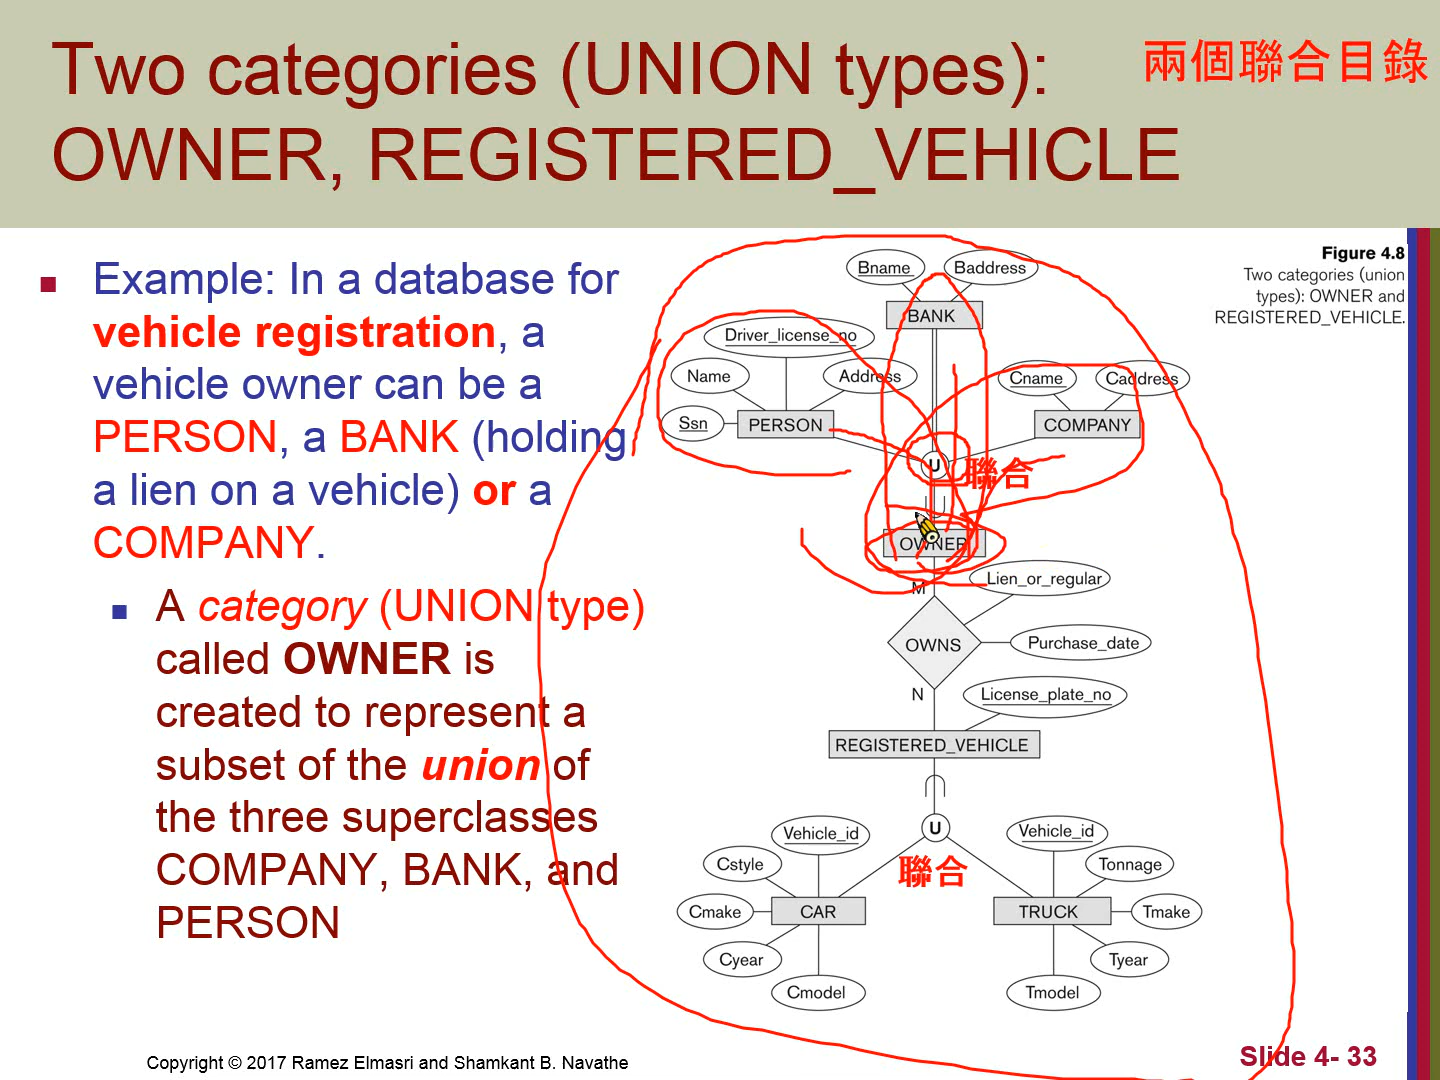 Two categories (UNION types):
兩個聯合目錄
OWNER, REGISTERED_VEHICLE
Example: In a database for
vehicle registration, a
vehicle owner can be a
PERSON, a BANK (holding
a lien on a vehicle) or a
COMPANY.
A category (UNION type)
called OWNER is
created to represent a
subset of the union of
the three superclasses
COMPANY, BANK, and
PERSON
Figure 4.8
Two categories (union
types): OWNER and
REGISTERED_VEHICLE.
Bname
Baddress
BANK
Driver_license_no
Name
Address
Cname
Caddress
Ssn
PERSON
COMPANY
U
聯合
OWNER
M
Lien_or_regular
OWNS
Purchase_date
N
License_plate_no
REGISTERED_VEHICLE
U
聯合
Vehicle_id
Vehicle_id
Cstyle
Tonnage
Cmake
CAR
TRUCK
Tmake
Cyear
Tyear
Cmodel
Tmodel
Copyright © 2017 Ramez Elmasri and Shamkant B. Navathe
Slide 4- 33